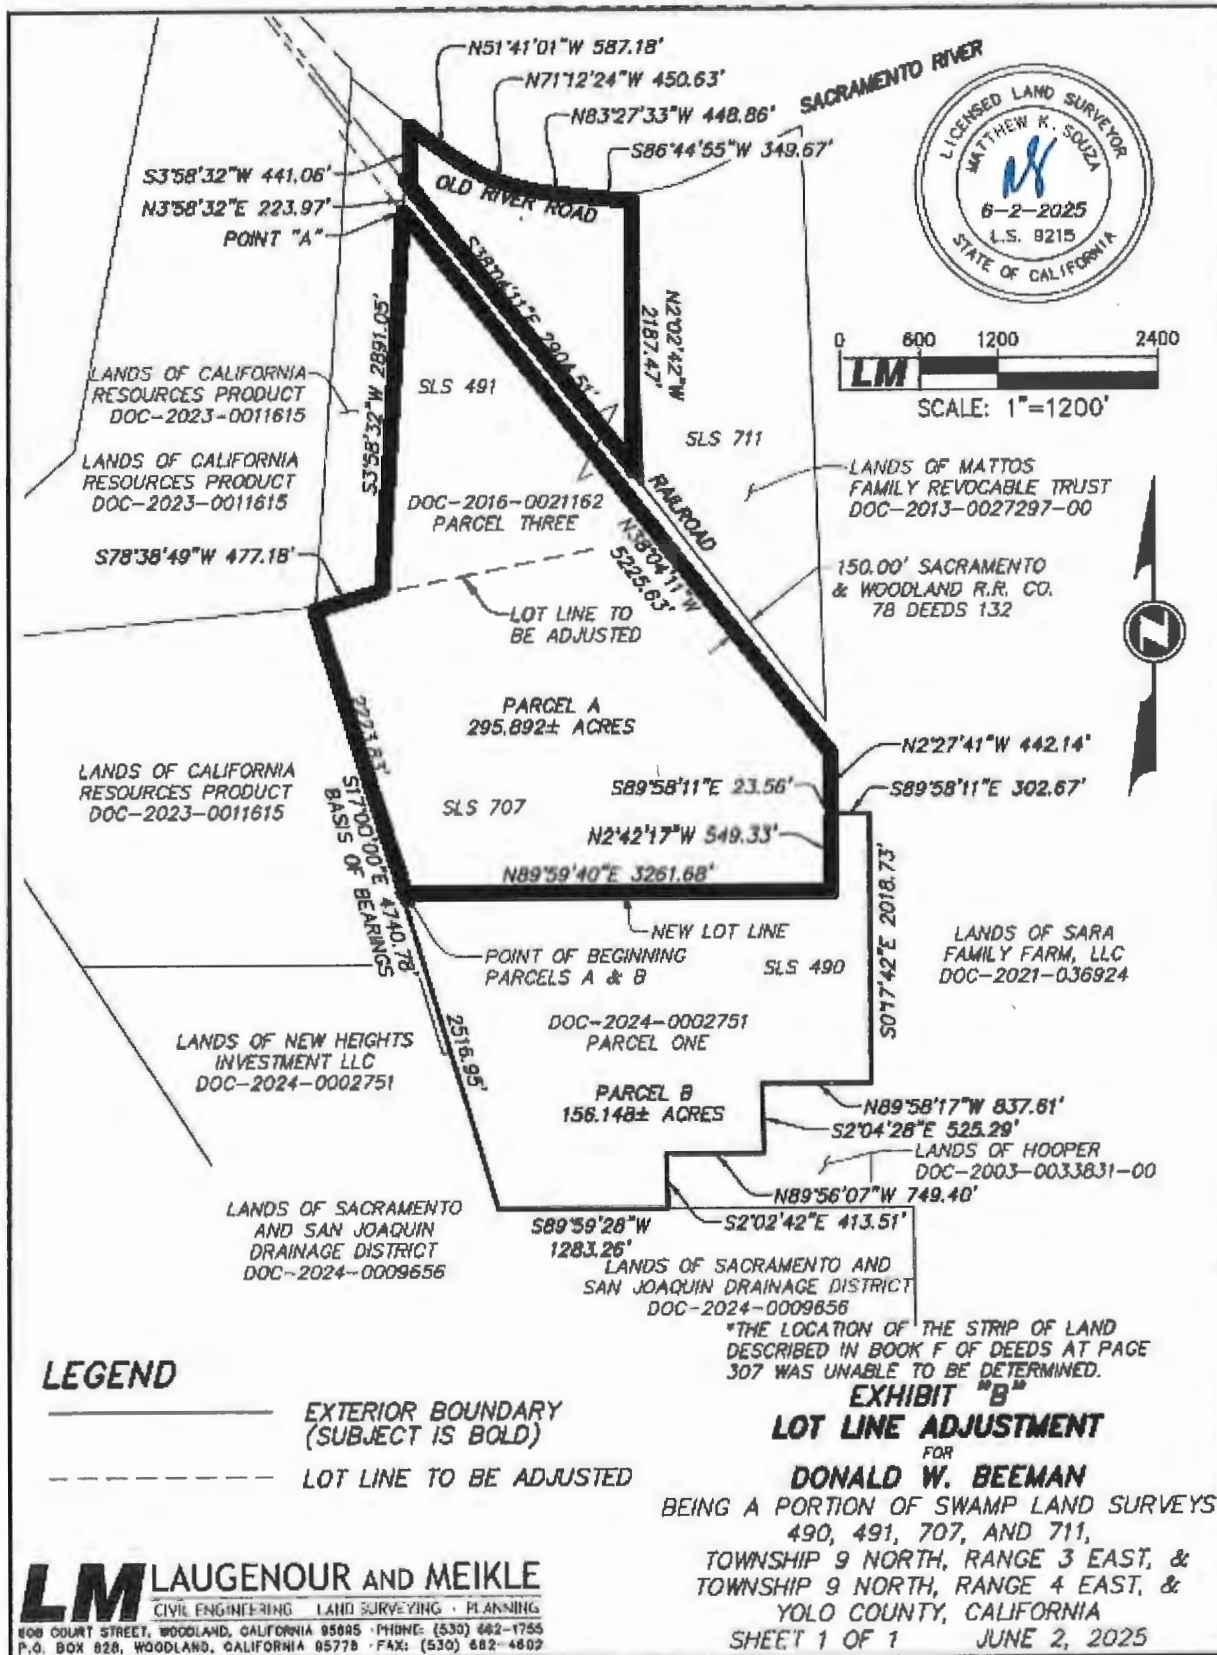 N51°41'01"W 587.18'
N71°12'24"W 450.63'
N83°27'33"W 448.86'
S86°44'55"W 349.67'
SACRAMENTO RIVER
LICENSED LAND SURVEYOR
MATTHEW K. SOUZA
6-2-2025
L.S. 9215
STATE OF CALIFORNIA
S3°58'32"W 441.06'
N3°58'32"E 223.97'
POINT "A"
OLD RIVER ROAD
S38°04'11"E 2904.51'
N2°02'42"W
2187.47'
0 600 1200 2400
LM
SCALE: 1"=1200'
LANDS OF CALIFORNIA
RESOURCES PRODUCT
DOC-2023-0011615
S3°58'32"W 2891.05'
SLS 491
SLS 711
LANDS OF CALIFORNIA
RESOURCES PRODUCT
DOC-2023-0011615
DOC-2016-0021162
PARCEL THREE
RAILROAD
N38°04'11"W
5225.63'
LANDS OF MATTOS
FAMILY REVOCABLE TRUST
DOC-2013-0027297-00
S78°38'49"W 477.18'
150.00' SACRAMENTO
& WOODLAND R.R. CO.
78 DEEDS 132
LOT LINE TO
BE ADJUSTED
PARCEL A
295.892± ACRES
2223.83'
S17°00'00"E 4740.78'
BASIS OF BEARINGS
N2°27'41"W 442.14'
S89°58'11"E 23.56'
S89°58'11"E 302.67'
LANDS OF CALIFORNIA
RESOURCES PRODUCT
DOC-2023-0011615
SLS 707
N2°42'17"W 549.33'
N89°59'40"E 3261.68'
S0°17'42"E 2018.73'
NEW LOT LINE
POINT OF BEGINNING
PARCELS A & B
SLS 490
LANDS OF SARA
FAMILY FARM, LLC
DOC-2021-036924
2516.95'
DOC-2024-0002751
PARCEL ONE
LANDS OF NEW HEIGHTS
INVESTMENT LLC
DOC-2024-0002751
PARCEL B
156.148± ACRES
N89°58'17"W 837.61'
S2°04'28"E 525.29'
LANDS OF HOOPER
DOC-2003-0033831-00
N89°56'07"W 749.40'
S2°02'42"E 413.51'
LANDS OF SACRAMENTO
AND SAN JOAQUIN
DRAINAGE DISTRICT
DOC-2024-0009656
S89°59'28"W
1283.26'
LANDS OF SACRAMENTO AND
SAN JOAQUIN DRAINAGE DISTRICT
DOC-2024-0009656
*THE LOCATION OF THE STRIP OF LAND
DESCRIBED IN BOOK F OF DEEDS AT PAGE
307 WAS UNABLE TO BE DETERMINED.
LEGEND
EXTERIOR BOUNDARY
(SUBJECT IS BOLD)
LOT LINE TO BE ADJUSTED
EXHIBIT "B"
LOT LINE ADJUSTMENT
FOR
DONALD W. BEEMAN
BEING A PORTION OF SWAMP LAND SURVEYS
490, 491, 707, AND 711,
TOWNSHIP 9 NORTH, RANGE 3 EAST, &
TOWNSHIP 9 NORTH, RANGE 4 EAST, &
YOLO COUNTY, CALIFORNIA
SHEET 1 OF 1 JUNE 2, 2025
LM LAUGENOUR AND MEIKLE
CIVIL ENGINEERING · LAND SURVEYING · PLANNING
608 COURT STREET, WOODLAND, CALIFORNIA 95695 · PHONE: (530) 662-1755
P.O. BOX 828, WOODLAND, CALIFORNIA 95776 · FAX: (530) 662-4602